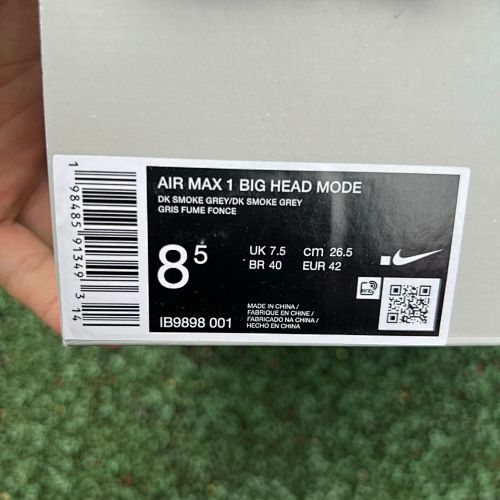 AIR MAX 1 BIG HEAD MODE
DK SMOKE GREY/DK SMOKE GREY
GRIS FUME FONCE
8 5
UK 7.5 cm 26.5
BR 40 EUR 42
MADE IN CHINA /
FABRIQUE EN CHINE /
FABRICADO NA CHINA /
HECHO EN CHINA
IB9898 001
1 98485 91349 3 14